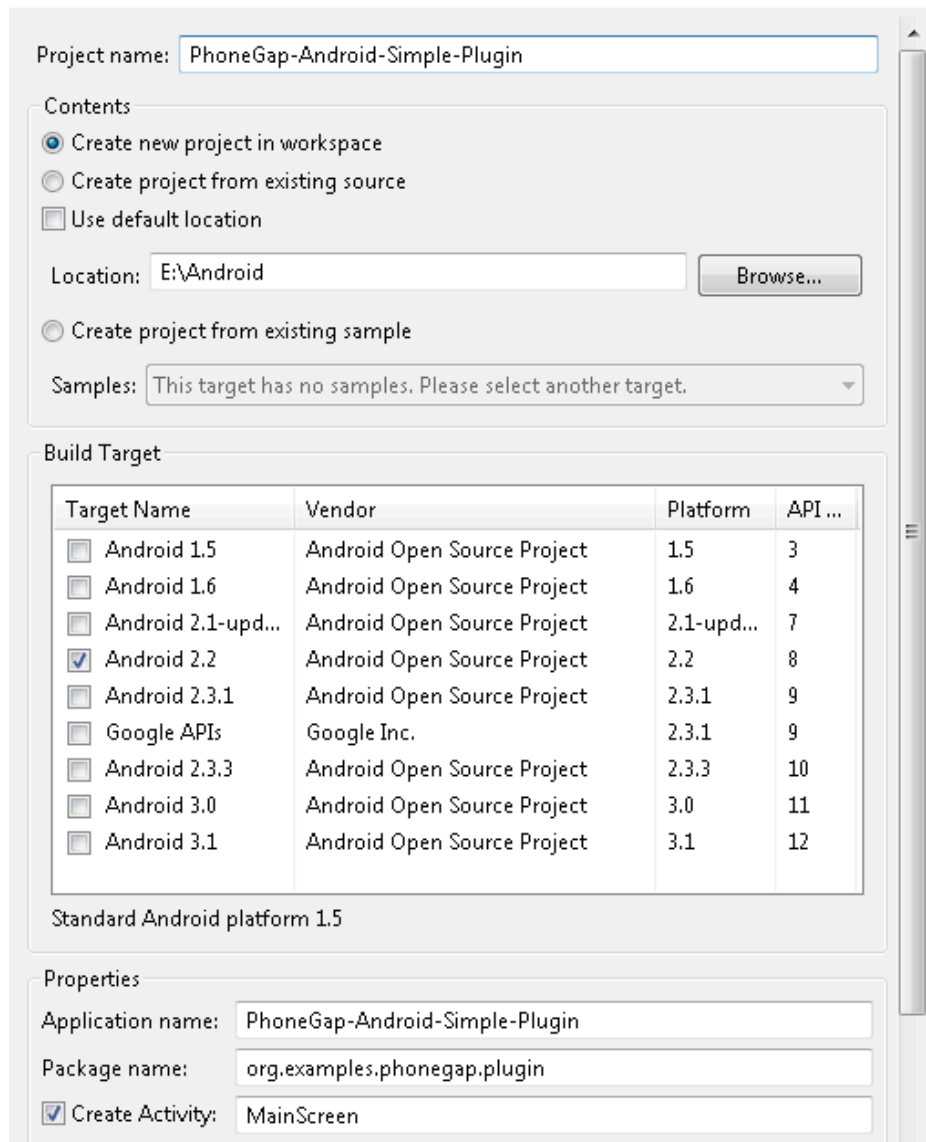 Project name: PhoneGap-Android-Simple-Plugin
Contents
Create new project in workspace
Create project from existing source
Use default location
Location: E:\Android Browse...
Create project from existing sample
Samples: This target has no samples. Please select another target.
Build Target
Target Name Vendor Platform API ...
Android 1.5 Android Open Source Project 1.5 3
Android 1.6 Android Open Source Project 1.6 4
Android 2.1-upd... Android Open Source Project 2.1-upd... 7
Android 2.2 Android Open Source Project 2.2 8
Android 2.3.1 Android Open Source Project 2.3.1 9
Google APIs Google Inc. 2.3.1 9
Android 2.3.3 Android Open Source Project 2.3.3 10
Android 3.0 Android Open Source Project 3.0 11
Android 3.1 Android Open Source Project 3.1 12
Standard Android platform 1.5
Properties
Application name: PhoneGap-Android-Simple-Plugin
Package name: org.examples.phonegap.plugin
Create Activity: MainScreen